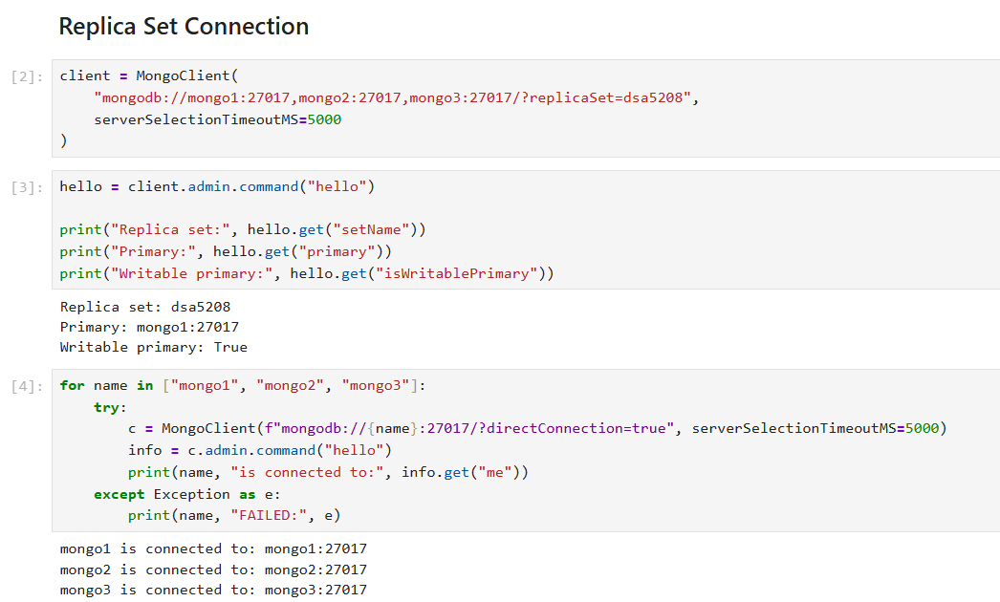 Replica Set Connection
[2]:
client = MongoClient(
    "mongodb://mongo1:27017,mongo2:27017,mongo3:27017/?replicaSet=dsa5208",
    serverSelectionTimeoutMS=5000
)
[3]:
hello = client.admin.command("hello")
print("Replica set:", hello.get("setName"))
print("Primary:", hello.get("primary"))
print("Writable primary:", hello.get("isWritablePrimary"))
Replica set: dsa5208
Primary: mongo1:27017
Writable primary: True
[4]:
for name in ["mongo1", "mongo2", "mongo3"]:
    try:
        c = MongoClient(f"mongodb://{name}:27017/?directConnection=true", serverSelectionTimeoutMS=5000)
        info = c.admin.command("hello")
        print(name, "is connected to:", info.get("me"))
    except Exception as e:
        print(name, "FAILED:", e)
mongo1 is connected to: mongo1:27017
mongo2 is connected to: mongo2:27017
mongo3 is connected to: mongo3:27017